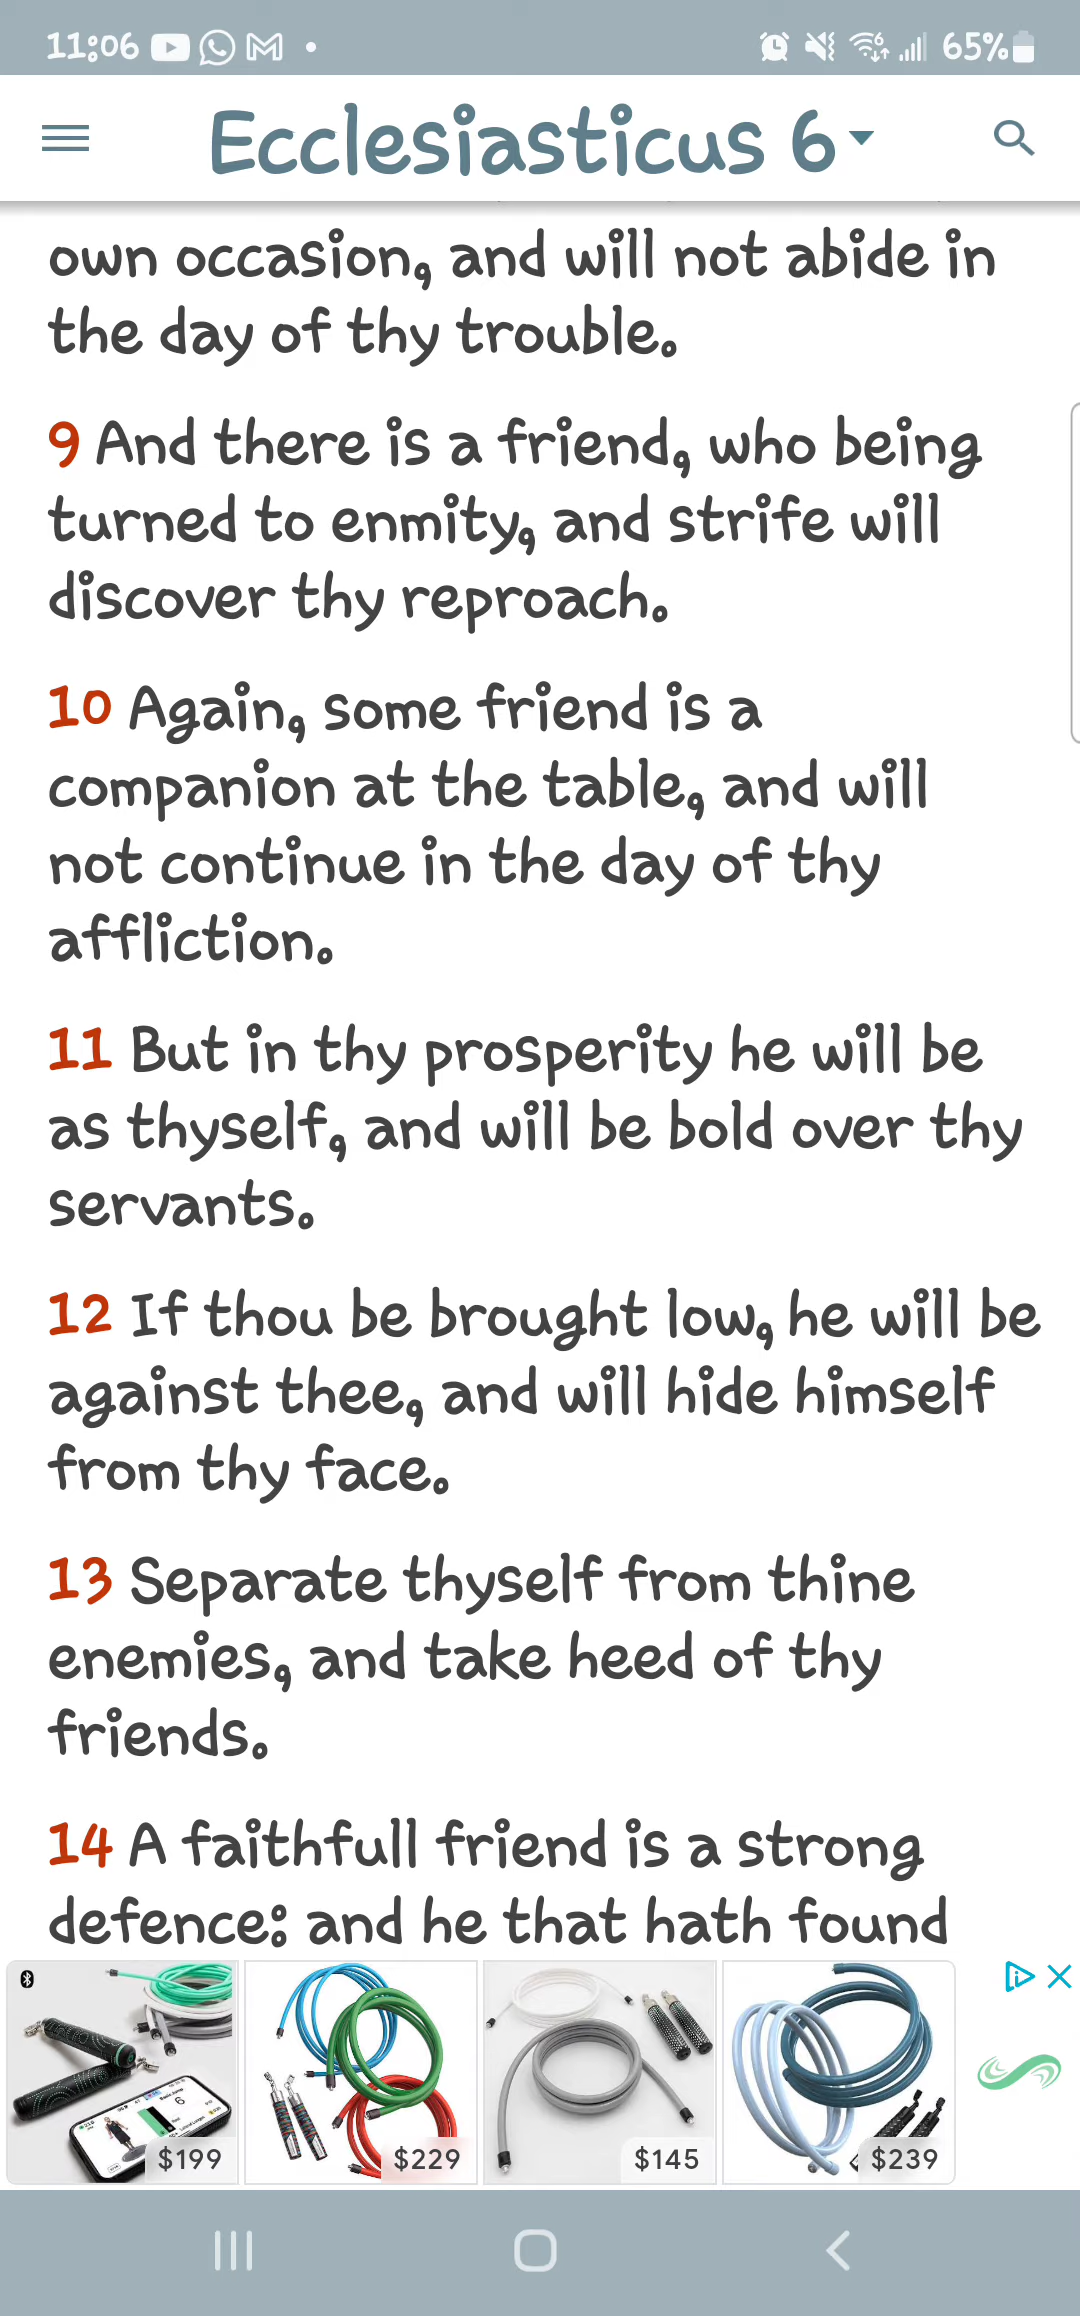 11:06
65%
Ecclesiasticus 6
own occasion, and will not abide in
the day of thy trouble.
9 And there is a friend, who being
turned to enmity, and strife will
discover thy reproach.
10 Again, some friend is a
companion at the table, and will
not continue in the day of thy
affliction.
11 But in thy prosperity he will be
as thyself, and will be bold over thy
servants.
12 If thou be brought low, he will be
against thee, and will hide himself
from thy face.
13 Separate thyself from thine
enemies, and take heed of thy
friends.
14 A faithfull friend is a strong
defence: and he that hath found
$199
$229
$145
$239